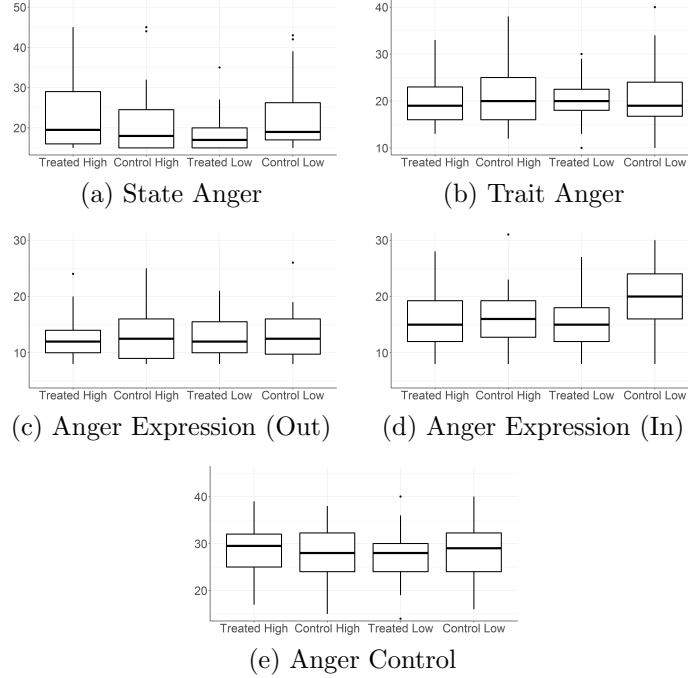 50
40
30
20
Treated High Control High Treated Low Control Low
(a) State Anger
40
30
20
10
Treated High Control High Treated Low Control Low
(b) Trait Anger
30
20
10
Treated High Control High Treated Low Control Low
(c) Anger Expression (Out)
30
20
10
Treated High Control High Treated Low Control Low
(d) Anger Expression (In)
40
30
20
Treated High Control High Treated Low Control Low
(e) Anger Control